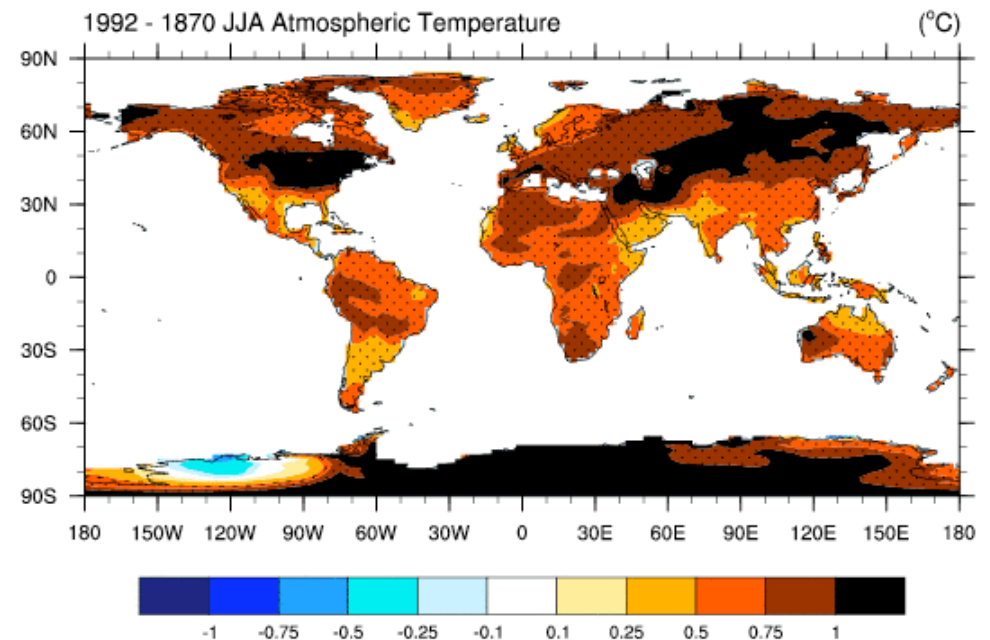 1992 - 1870 JJA Atmospheric Temperature (°C)
90N
60N
30N
0
30S
60S
90S
180 150W 120W 90W 60W 30W 0 30E 60E 90E 120E 150E 180
-1 -0.75 -0.5 -0.25 -0.1 0.1 0.25 0.5 0.75 1